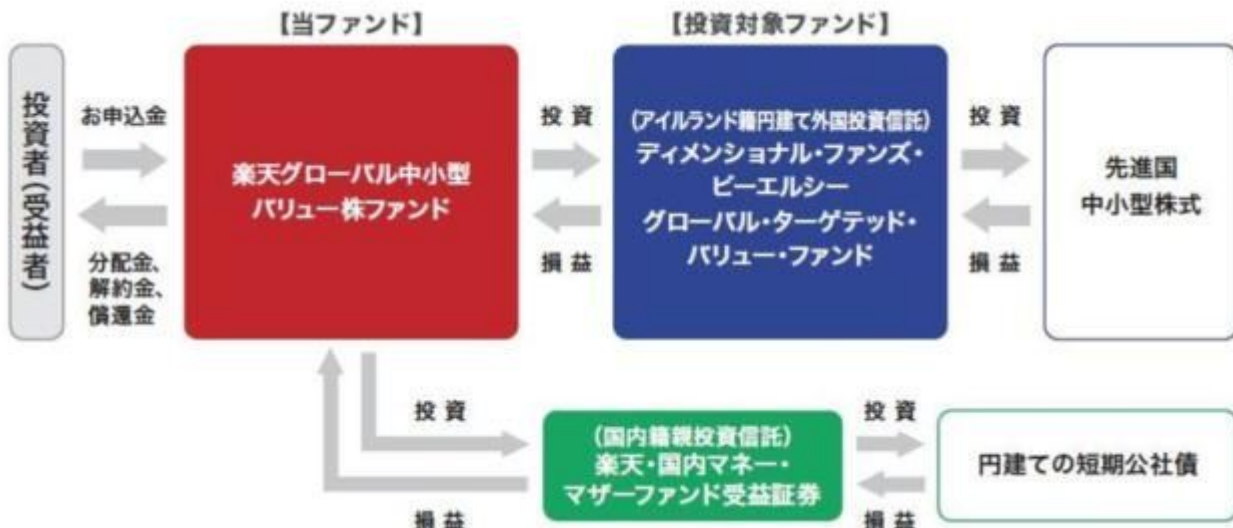 【当ファンド】
【投資対象ファンド】
投資者(受益者)
お申込金
分配金、
解約金、
償還金
楽天グローバル中小型
バリュー株ファンド
投資
損益
(アイルランド籍円建て外国投資信託)
ディメンショナル・ファンズ・
ピーエルシー
グローバル・ターゲテッド・
バリュー・ファンド
投資
損益
先進国
中小型株式
投資
損益
(国内籍親投資信託)
楽天・国内マネー・
マザーファンド受益証券
投資
損益
円建ての短期公社債